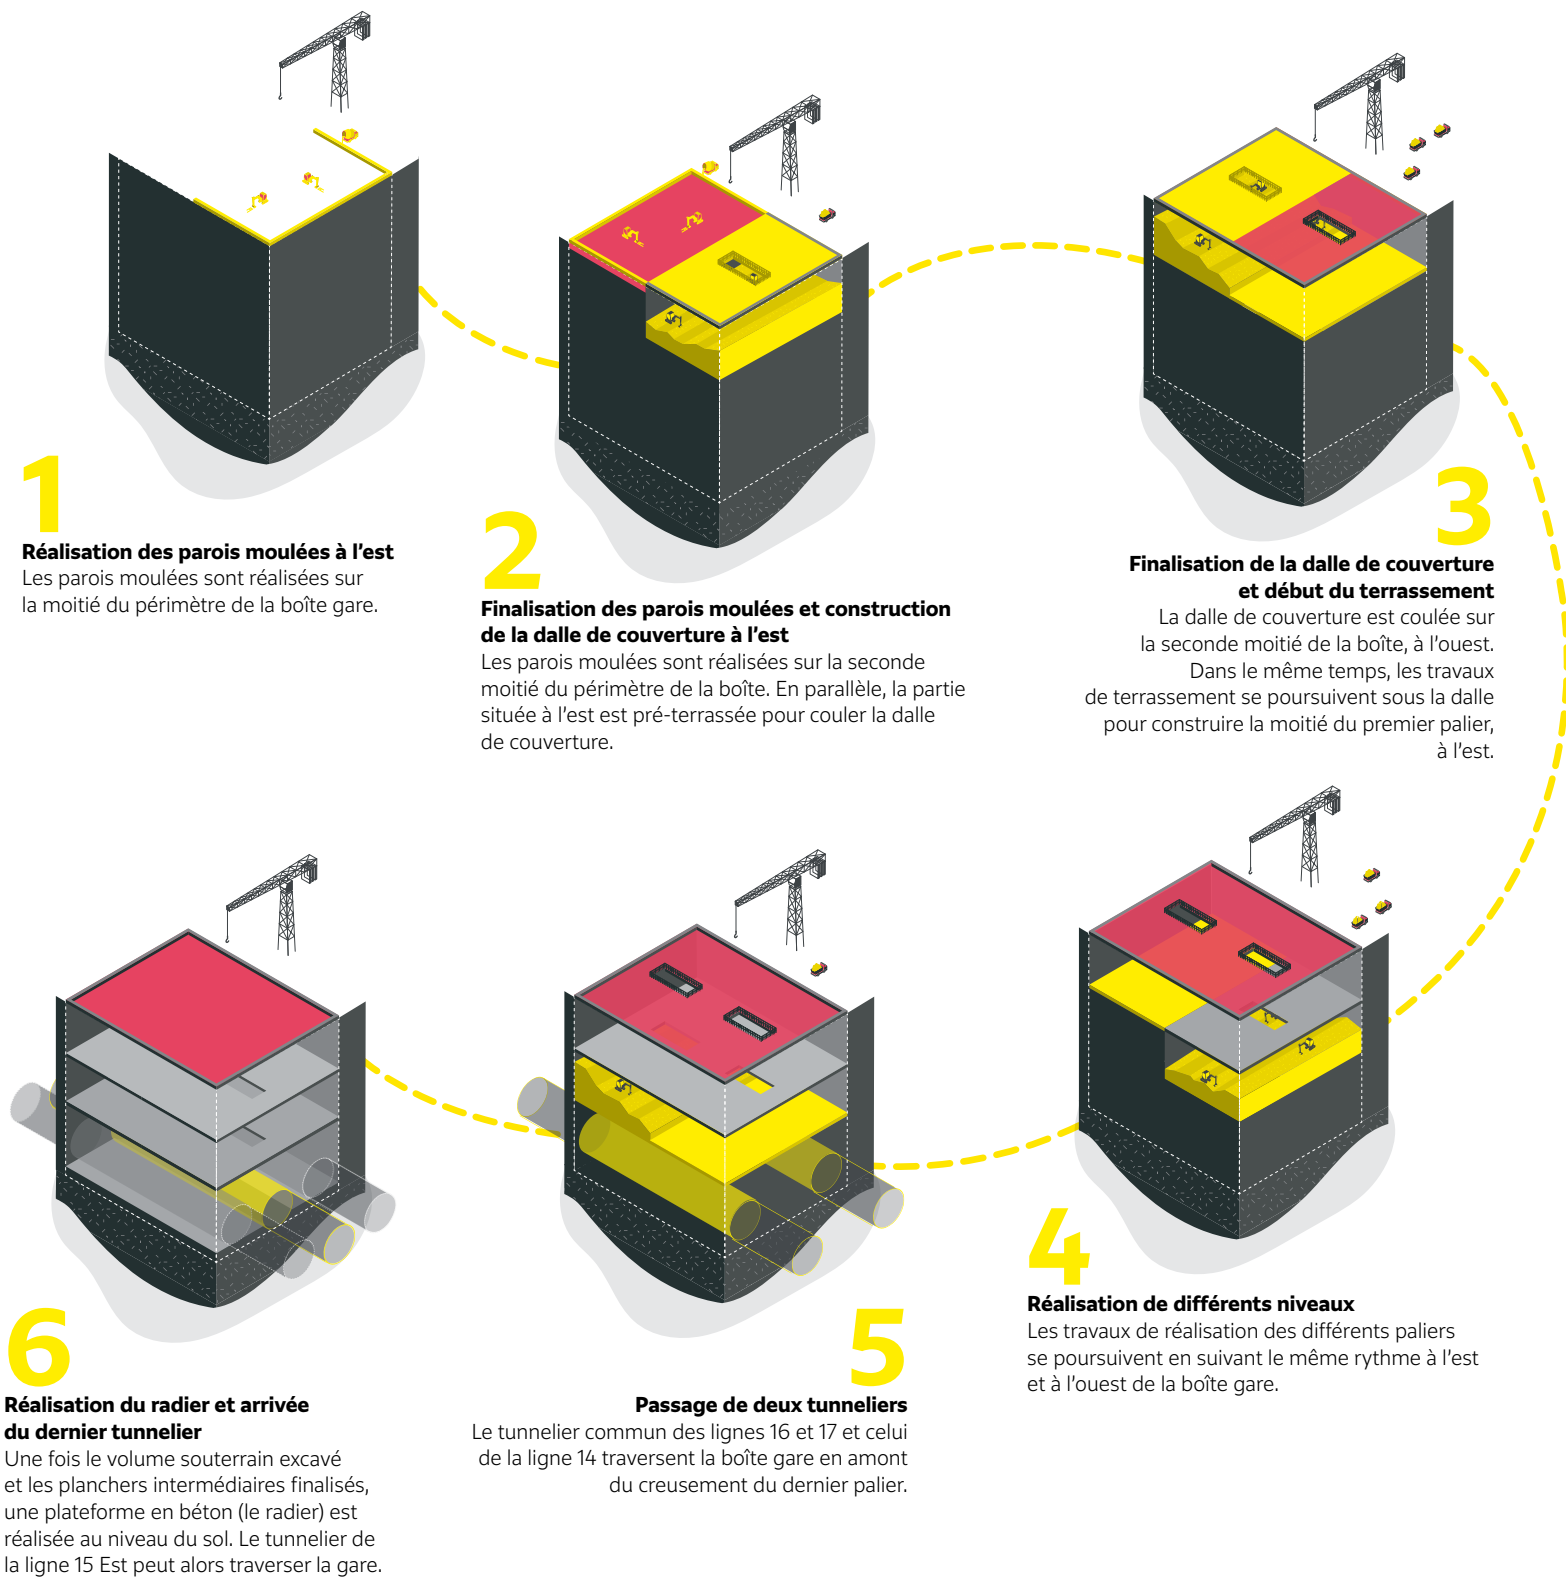 1
Réalisation des parois moulées à l’est
Les parois moulées sont réalisées sur
la moitié du périmètre de la boîte gare.
2
Finalisation des parois moulées et construction
de la dalle de couverture à l’est
Les parois moulées sont réalisées sur la seconde
moitié du périmètre de la boîte. En parallèle, la partie
située à l’est est pré-terrassée pour couler la dalle
de couverture.
3
Finalisation de la dalle de couverture
et début du terrassement
La dalle de couverture est coulée sur
la seconde moitié de la boîte, à l’ouest.
Dans le même temps, les travaux
de terrassement se poursuivent sous la dalle
pour construire la moitié du premier palier,
à l’est.
4
Réalisation de différents niveaux
Les travaux de réalisation des différents paliers
se poursuivent en suivant le même rythme à l’est
et à l’ouest de la boîte gare.
5
Passage de deux tunneliers
Le tunnelier commun des lignes 16 et 17 et celui
de la ligne 14 traversent la boîte gare en amont
du creusement du dernier palier.
6
Réalisation du radier et arrivée
du dernier tunnelier
Une fois le volume souterrain excavé
et les planchers intermédiaires finalisés,
une plateforme en béton (le radier) est
réalisée au niveau du sol. Le tunnelier de
la ligne 15 Est peut alors traverser la gare.